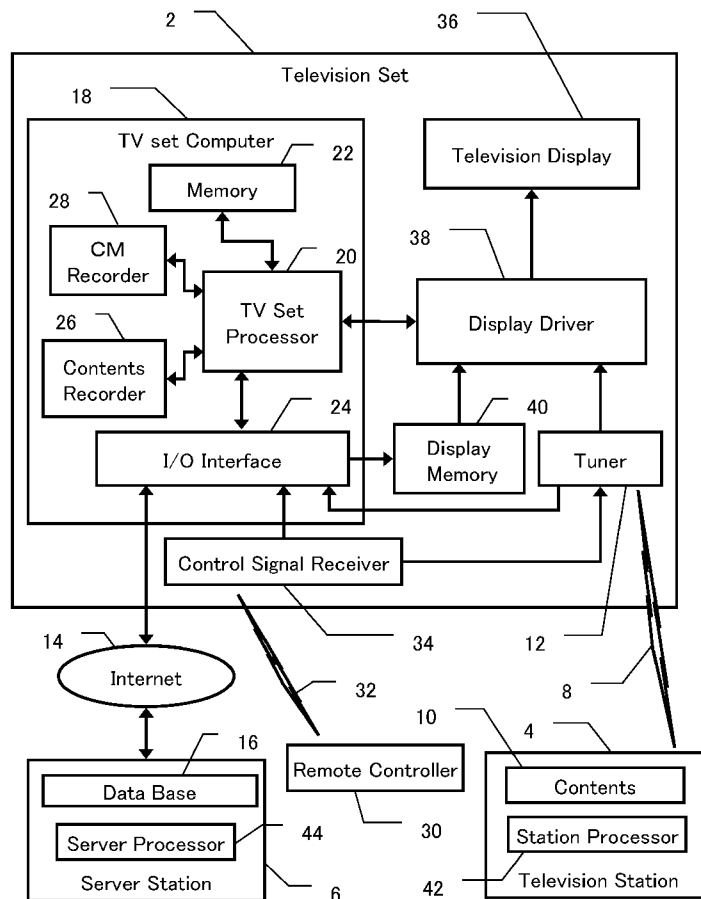 2
36
Television Set
18
TV set Computer
22
Television Display
Memory
28
CM
Recorder
20
38
TV Set
Processor
Display Driver
26
Contents
Recorder
24
40
I/O Interface
Display
Memory
Tuner
Control Signal Receiver
14
34
12
Internet
32
8
10
4
16
Data Base
Remote Controller
Contents
Server Processor
44
30
Station Processor
Server Station
6
42
Television Station